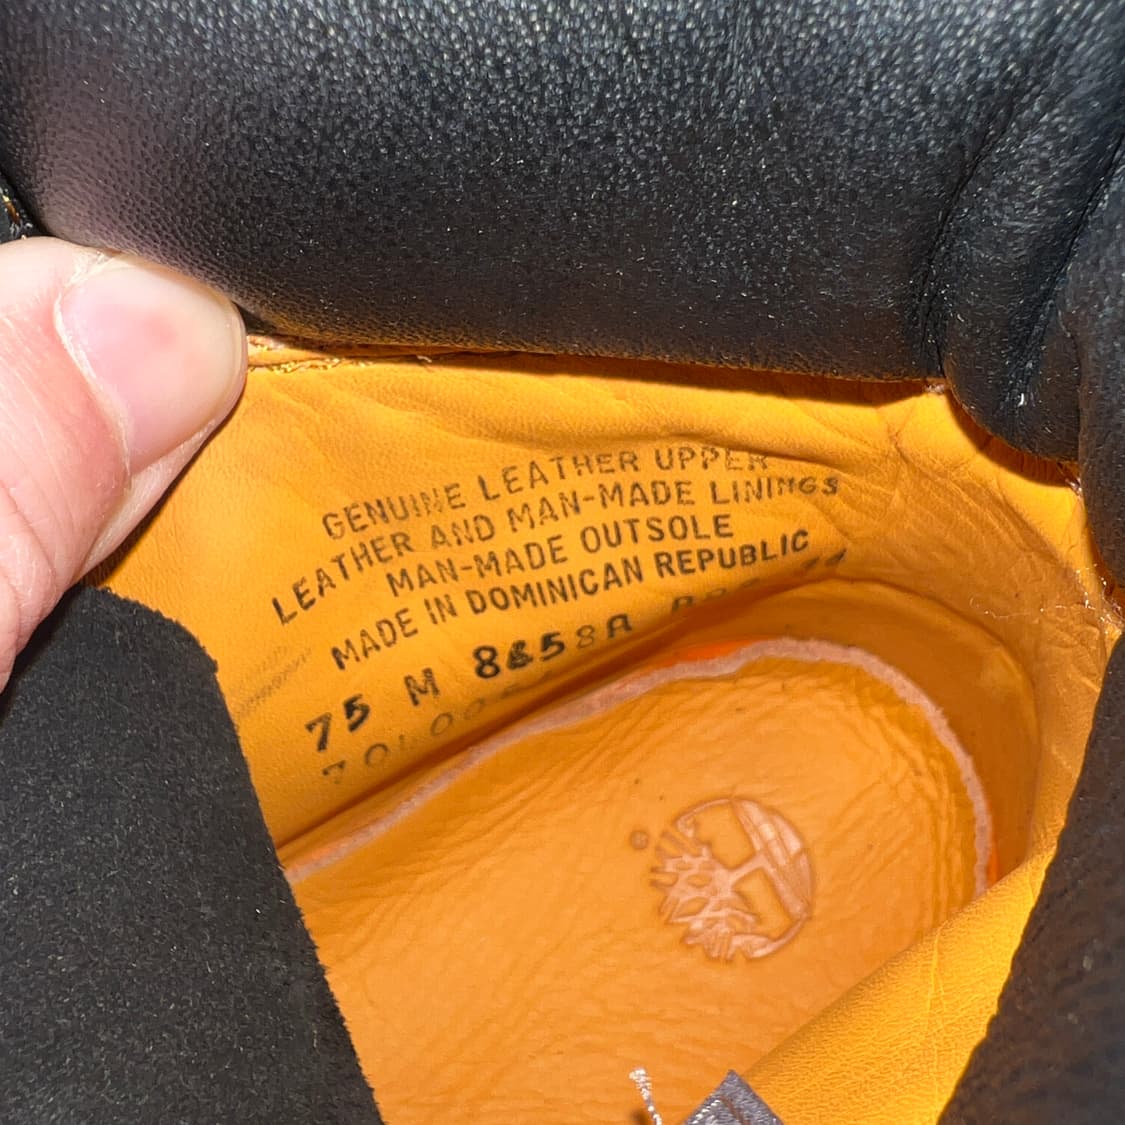 GENUINE LEATHER UPPER
LEATHER AND MAN-MADE LININGS
MAN-MADE OUTSOLE
MADE IN DOMINICAN REPUBLIC
75 M 8658A
®